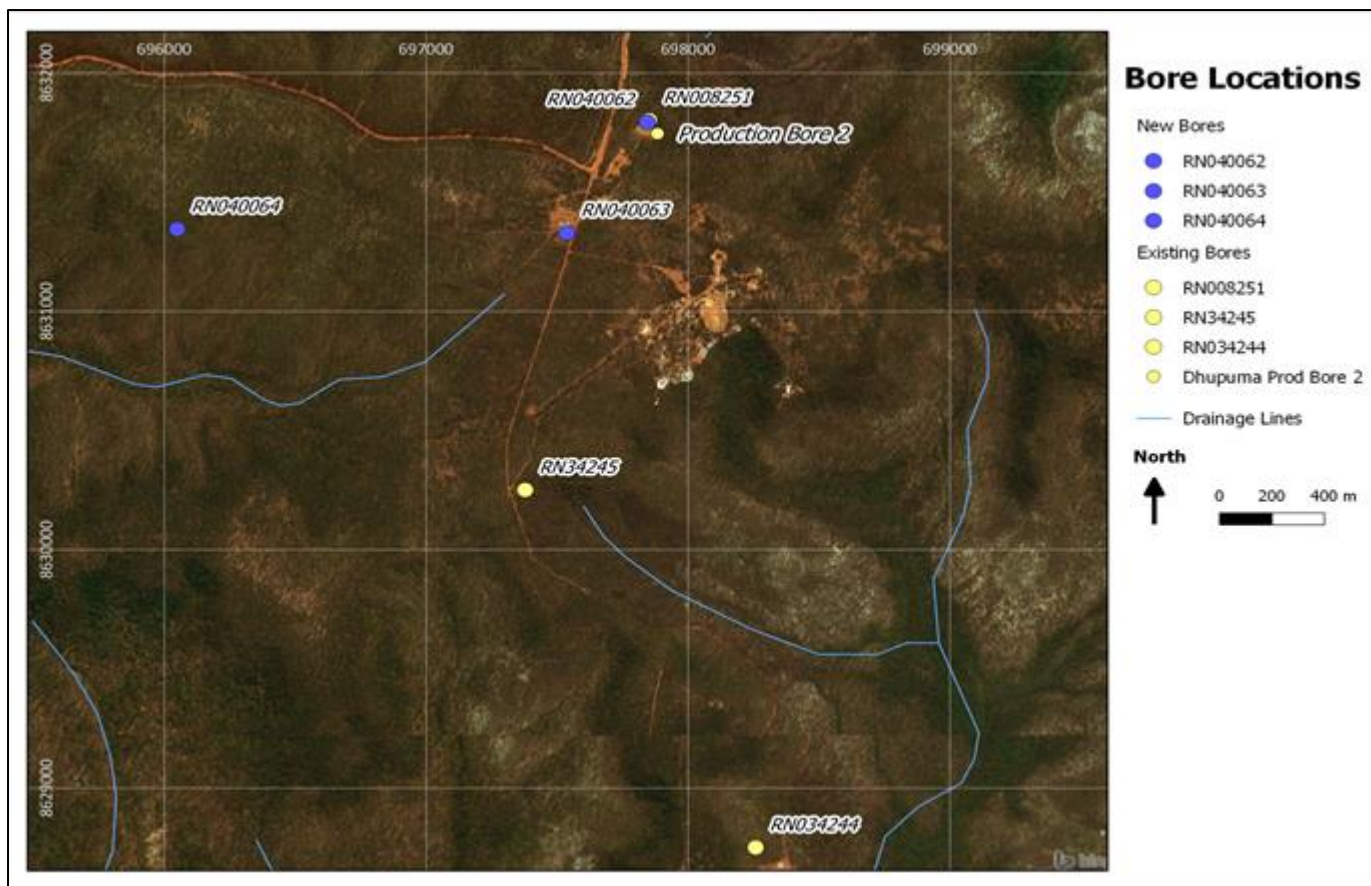 696000 697000 698000 699000
8632000
RN040062 RN008251
Production Bore 2
RN040064
RN040063
8631000
RN34245
8630000
8629000
RN034244
bing
Bore Locations
New Bores
RN040062
RN040063
RN040064
Existing Bores
RN008251
RN34245
RN034244
Dhupuma Prod Bore 2
Drainage Lines
North
0 200 400 m